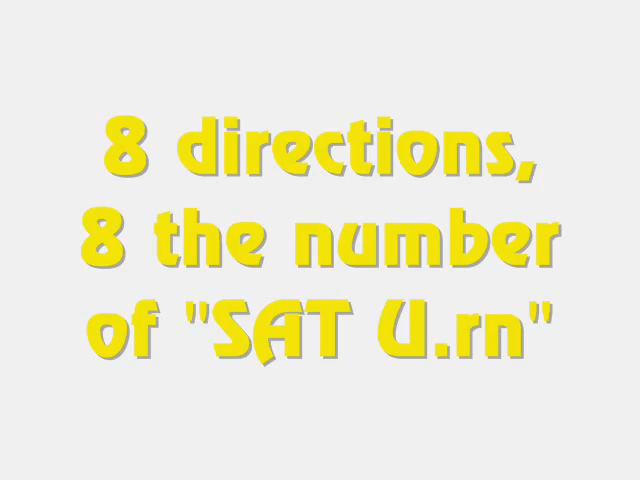 8 directions,
8 the number
of "SAT U.rn"